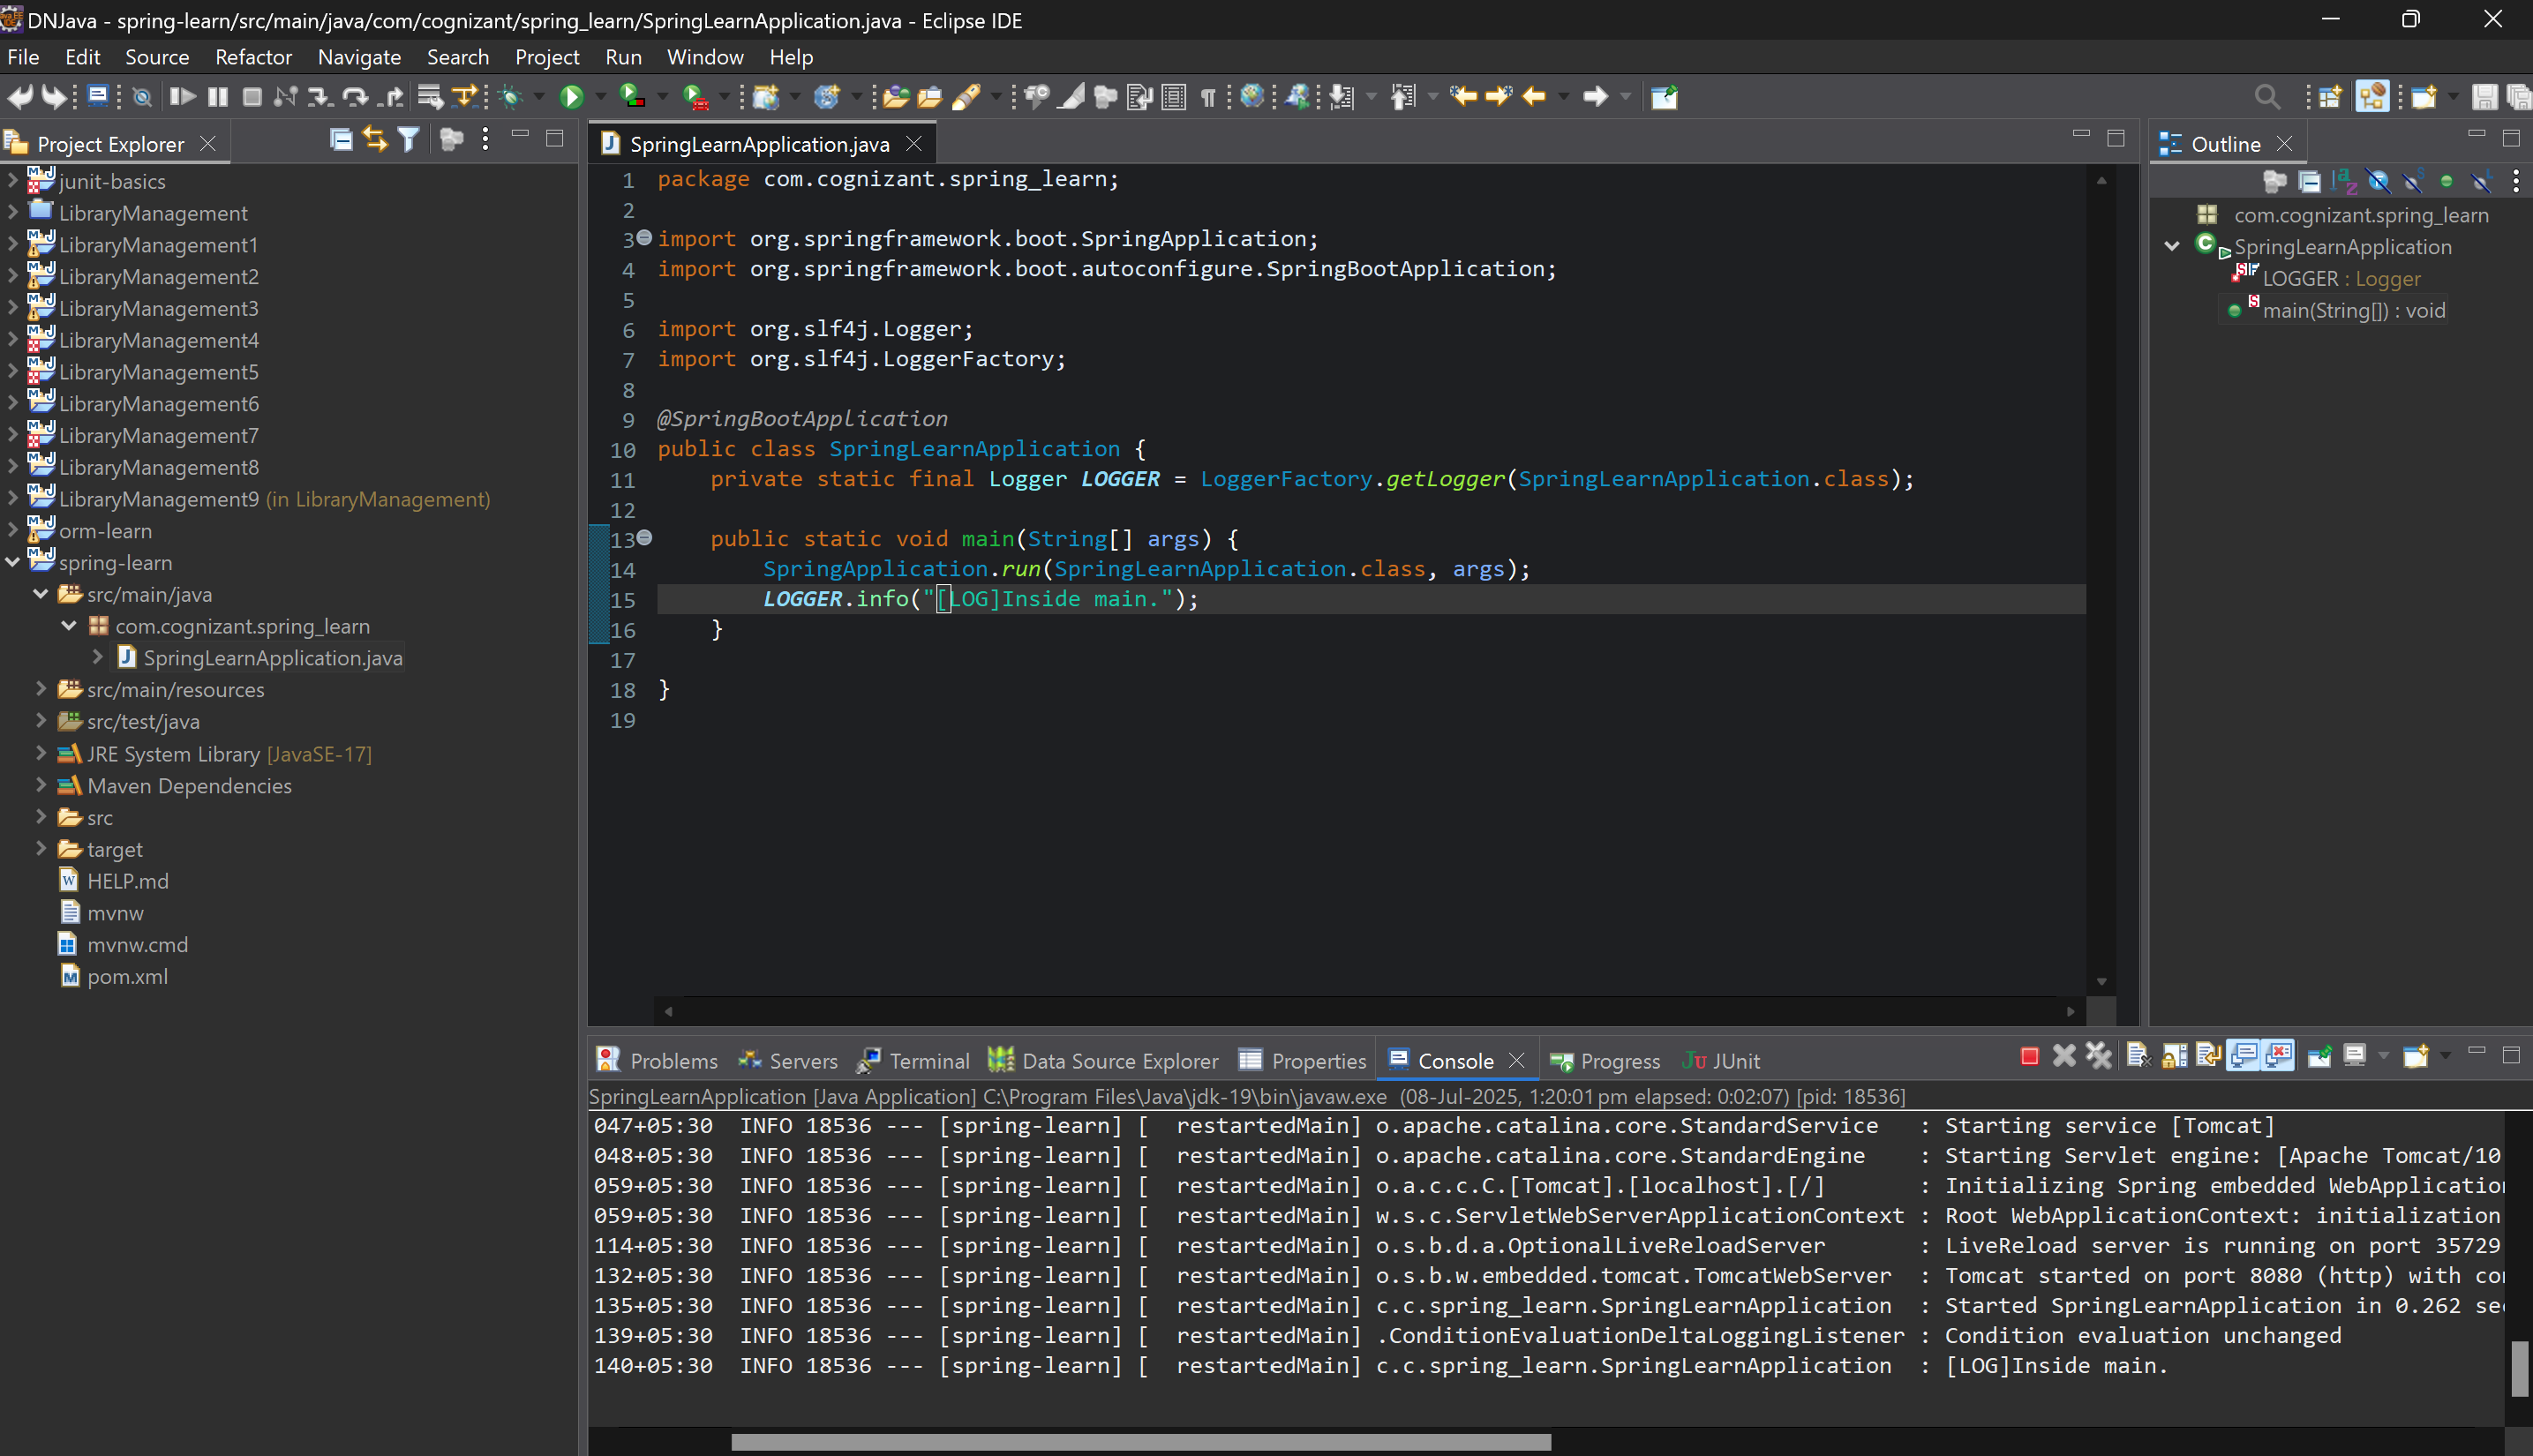 DNJava - spring-learn/src/main/java/com/cognizant/spring_learn/SpringLearnApplication.java - Eclipse IDE
File Edit Source Refactor Navigate Search Project Run Window Help
Project Explorer
junit-basics
LibraryManagement
LibraryManagement1
LibraryManagement2
LibraryManagement3
LibraryManagement4
LibraryManagement5
LibraryManagement6
LibraryManagement7
LibraryManagement8
LibraryManagement9 (in LibraryManagement)
orm-learn
spring-learn
src/main/java
com.cognizant.spring_learn
SpringLearnApplication.java
src/main/resources
src/test/java
JRE System Library [JavaSE-17]
Maven Dependencies
src
target
HELP.md
mvnw
mvnw.cmd
pom.xml
SpringLearnApplication.java
1 package com.cognizant.spring_learn;
2
3 import org.springframework.boot.SpringApplication;
4 import org.springframework.boot.autoconfigure.SpringBootApplication;
5
6 import org.slf4j.Logger;
7 import org.slf4j.LoggerFactory;
8
9 @SpringBootApplication
10 public class SpringLearnApplication {
11     private static final Logger LOGGER = LoggerFactory.getLogger(SpringLearnApplication.class);
12
13     public static void main(String[] args) {
14         SpringApplication.run(SpringLearnApplication.class, args);
15         LOGGER.info("[LOG]Inside main.");
16     }
17
18 }
19
Outline
com.cognizant.spring_learn
SpringLearnApplication
LOGGER : Logger
main(String[]) : void
Problems Servers Terminal Data Source Explorer Properties Console Progress JUnit
SpringLearnApplication [Java Application] C:\Program Files\Java\jdk-19\bin\javaw.exe (08-Jul-2025, 1:20:01 pm elapsed: 0:02:07) [pid: 18536]
047+05:30  INFO 18536 --- [spring-learn] [  restartedMain] o.apache.catalina.core.StandardService   : Starting service [Tomcat]
048+05:30  INFO 18536 --- [spring-learn] [  restartedMain] o.apache.catalina.core.StandardEngine    : Starting Servlet engine: [Apache Tomcat/10
059+05:30  INFO 18536 --- [spring-learn] [  restartedMain] o.a.c.c.C.[Tomcat].[localhost].[/]       : Initializing Spring embedded WebApplicatio
059+05:30  INFO 18536 --- [spring-learn] [  restartedMain] w.s.c.ServletWebServerApplicationContext : Root WebApplicationContext: initialization
114+05:30  INFO 18536 --- [spring-learn] [  restartedMain] o.s.b.d.a.OptionalLiveReloadServer       : LiveReload server is running on port 35729
132+05:30  INFO 18536 --- [spring-learn] [  restartedMain] o.s.b.w.embedded.tomcat.TomcatWebServer  : Tomcat started on port 8080 (http) with co
135+05:30  INFO 18536 --- [spring-learn] [  restartedMain] c.c.spring_learn.SpringLearnApplication  : Started SpringLearnApplication in 0.262 se
139+05:30  INFO 18536 --- [spring-learn] [  restartedMain] .ConditionEvaluationDeltaLoggingListener : Condition evaluation unchanged
140+05:30  INFO 18536 --- [spring-learn] [  restartedMain] c.c.spring_learn.SpringLearnApplication  : [LOG]Inside main.